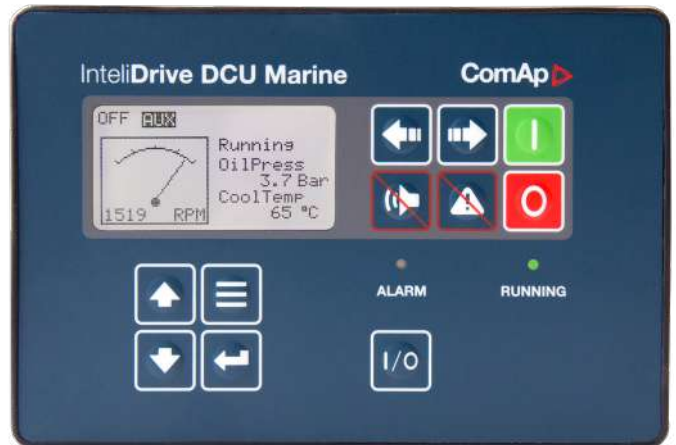 InteliDrive DCU Marine
ComAp
OFF AUX
Running
OilPress
3.7 Bar
CoolTemp
65 °C
1519 RPM
ALARM
RUNNING
I/O